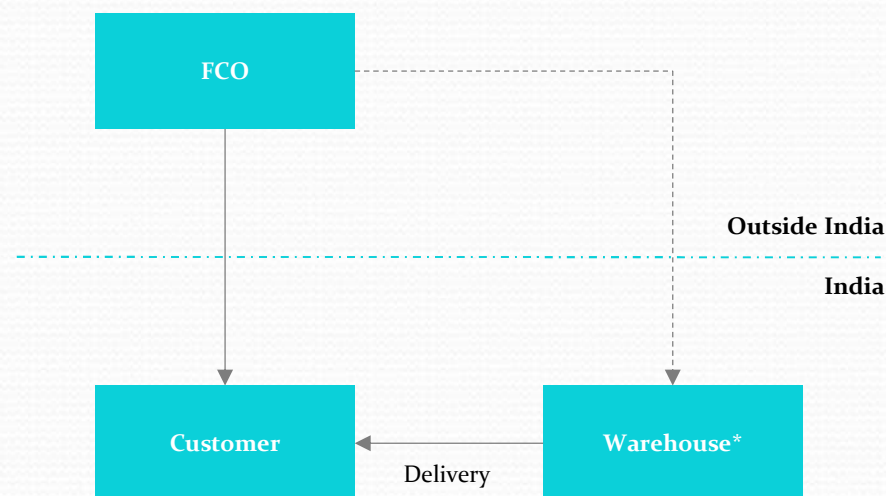 FCO
Outside India
India
Customer
Warehouse*
Delivery